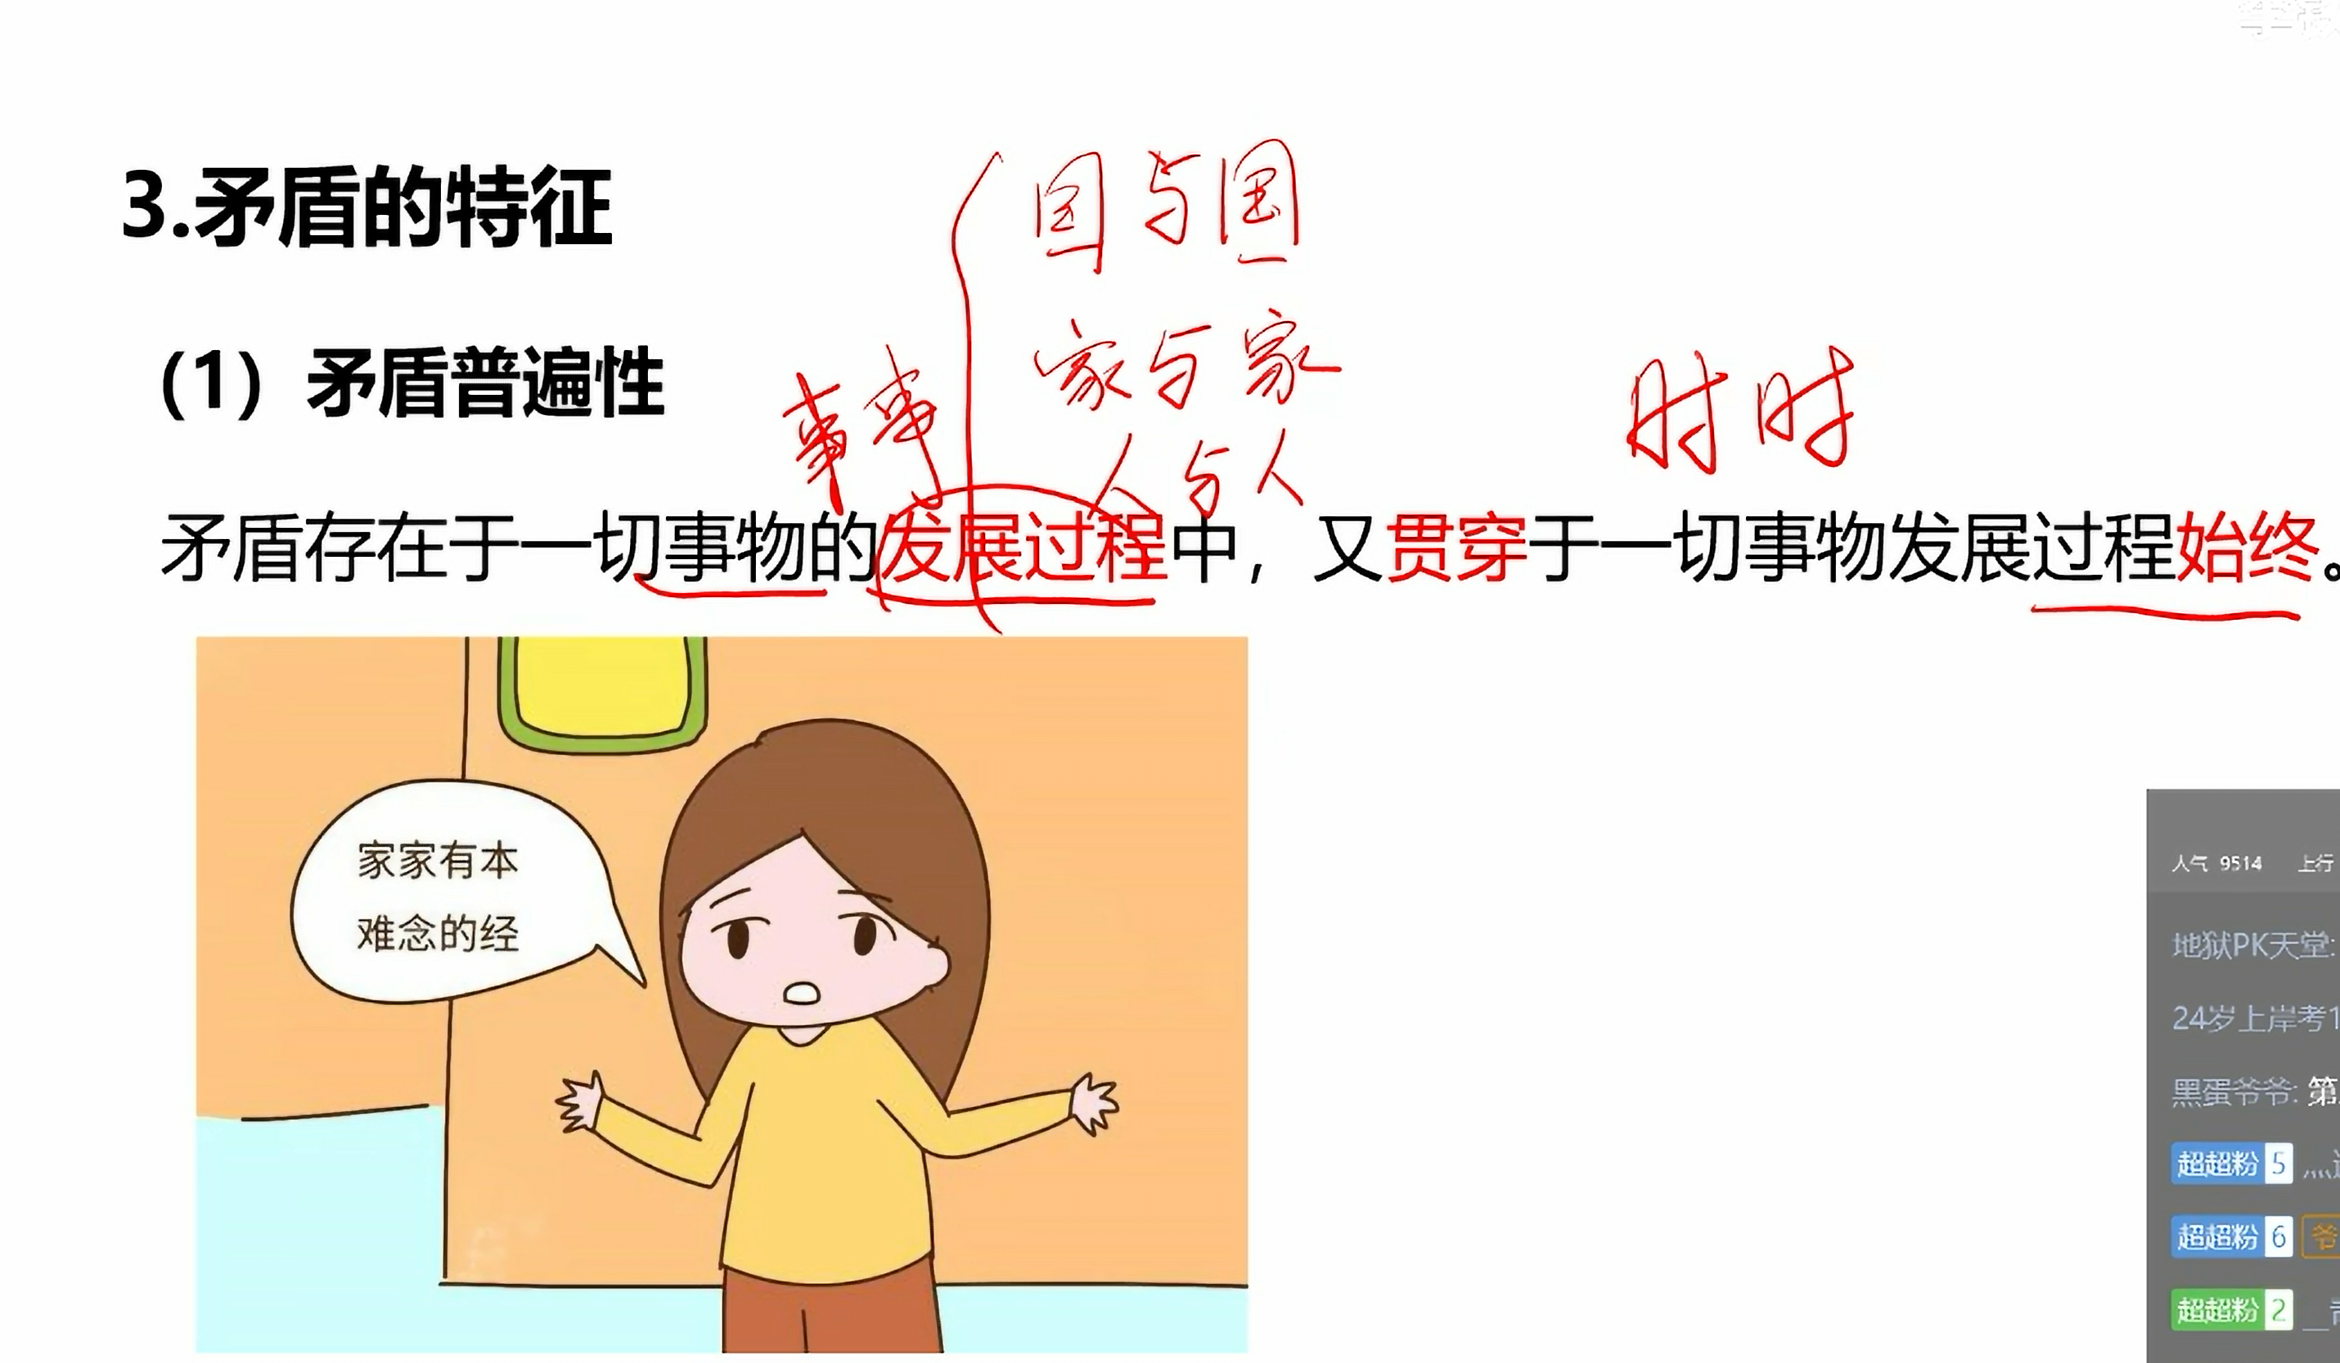 3.矛盾的特征
国与国
家与家
人与人
（1）矛盾普遍性
事事
时时
矛盾存在于一切事物的发展过程中，又贯穿于一切事物发展过程始终。
家家有本
难念的经
人气 9514 上行
地狱PK天堂:
24岁上岸考1
黑蛋爷爷: 第
超超粉 5
超超粉 6 爷
超超粉 2